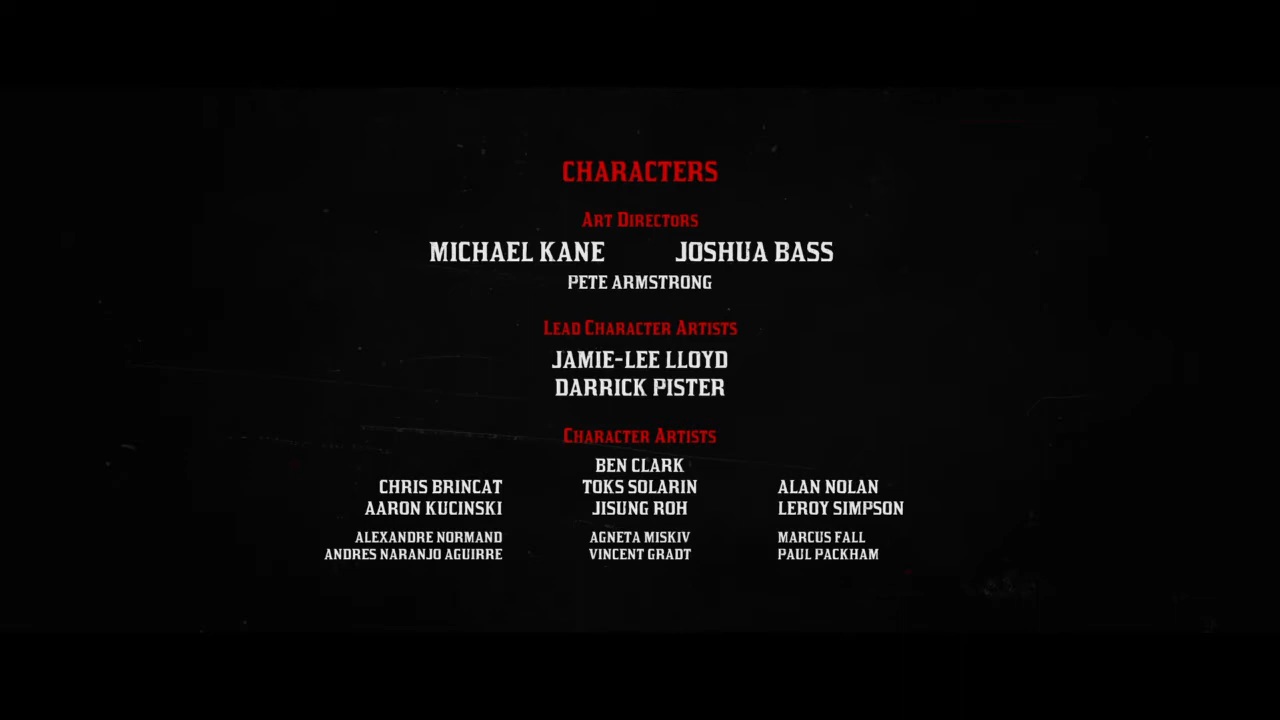 CHARACTERS
ART DIRECTORS
MICHAEL KANE JOSHUA BASS
PETE ARMSTRONG
LEAD CHARACTER ARTISTS
JAMIE-LEE LLOYD
DARRICK PISTER
CHARACTER ARTISTS
BEN CLARK
CHRIS BRINCAT TOKS SOLARIN ALAN NOLAN
AARON KUCINSKI JISUNG ROH LEROY SIMPSON
ALEXANDRE NORMAND AGNETA MISKIV MARCUS FALL
ANDRES NARANJO AGUIRRE VINCENT GRADT PAUL PACKHAM